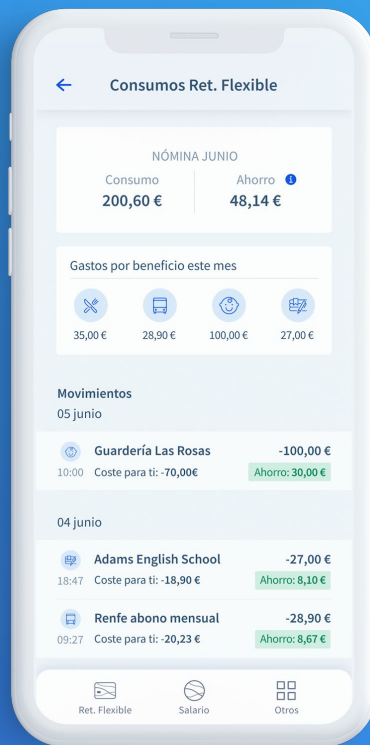 Consumos Ret. Flexible
NÓMINA JUNIO
Consumo Ahorro i
200,60 € 48,14 €
Gastos por beneficio este mes
35,00 € 28,90 € 100,00 € 27,00 €
Movimientos
05 junio
Guardería Las Rosas -100,00 €
10:00 Coste para ti: -70,00€ Ahorro: 30,00 €
04 junio
Adams English School -27,00 €
18:47 Coste para ti: -18,90 € Ahorro: 8,10 €
Renfe abono mensual -28,90 €
09:27 Coste para ti: -20,23 € Ahorro: 8,67 €
Ret. Flexible Salario Otros